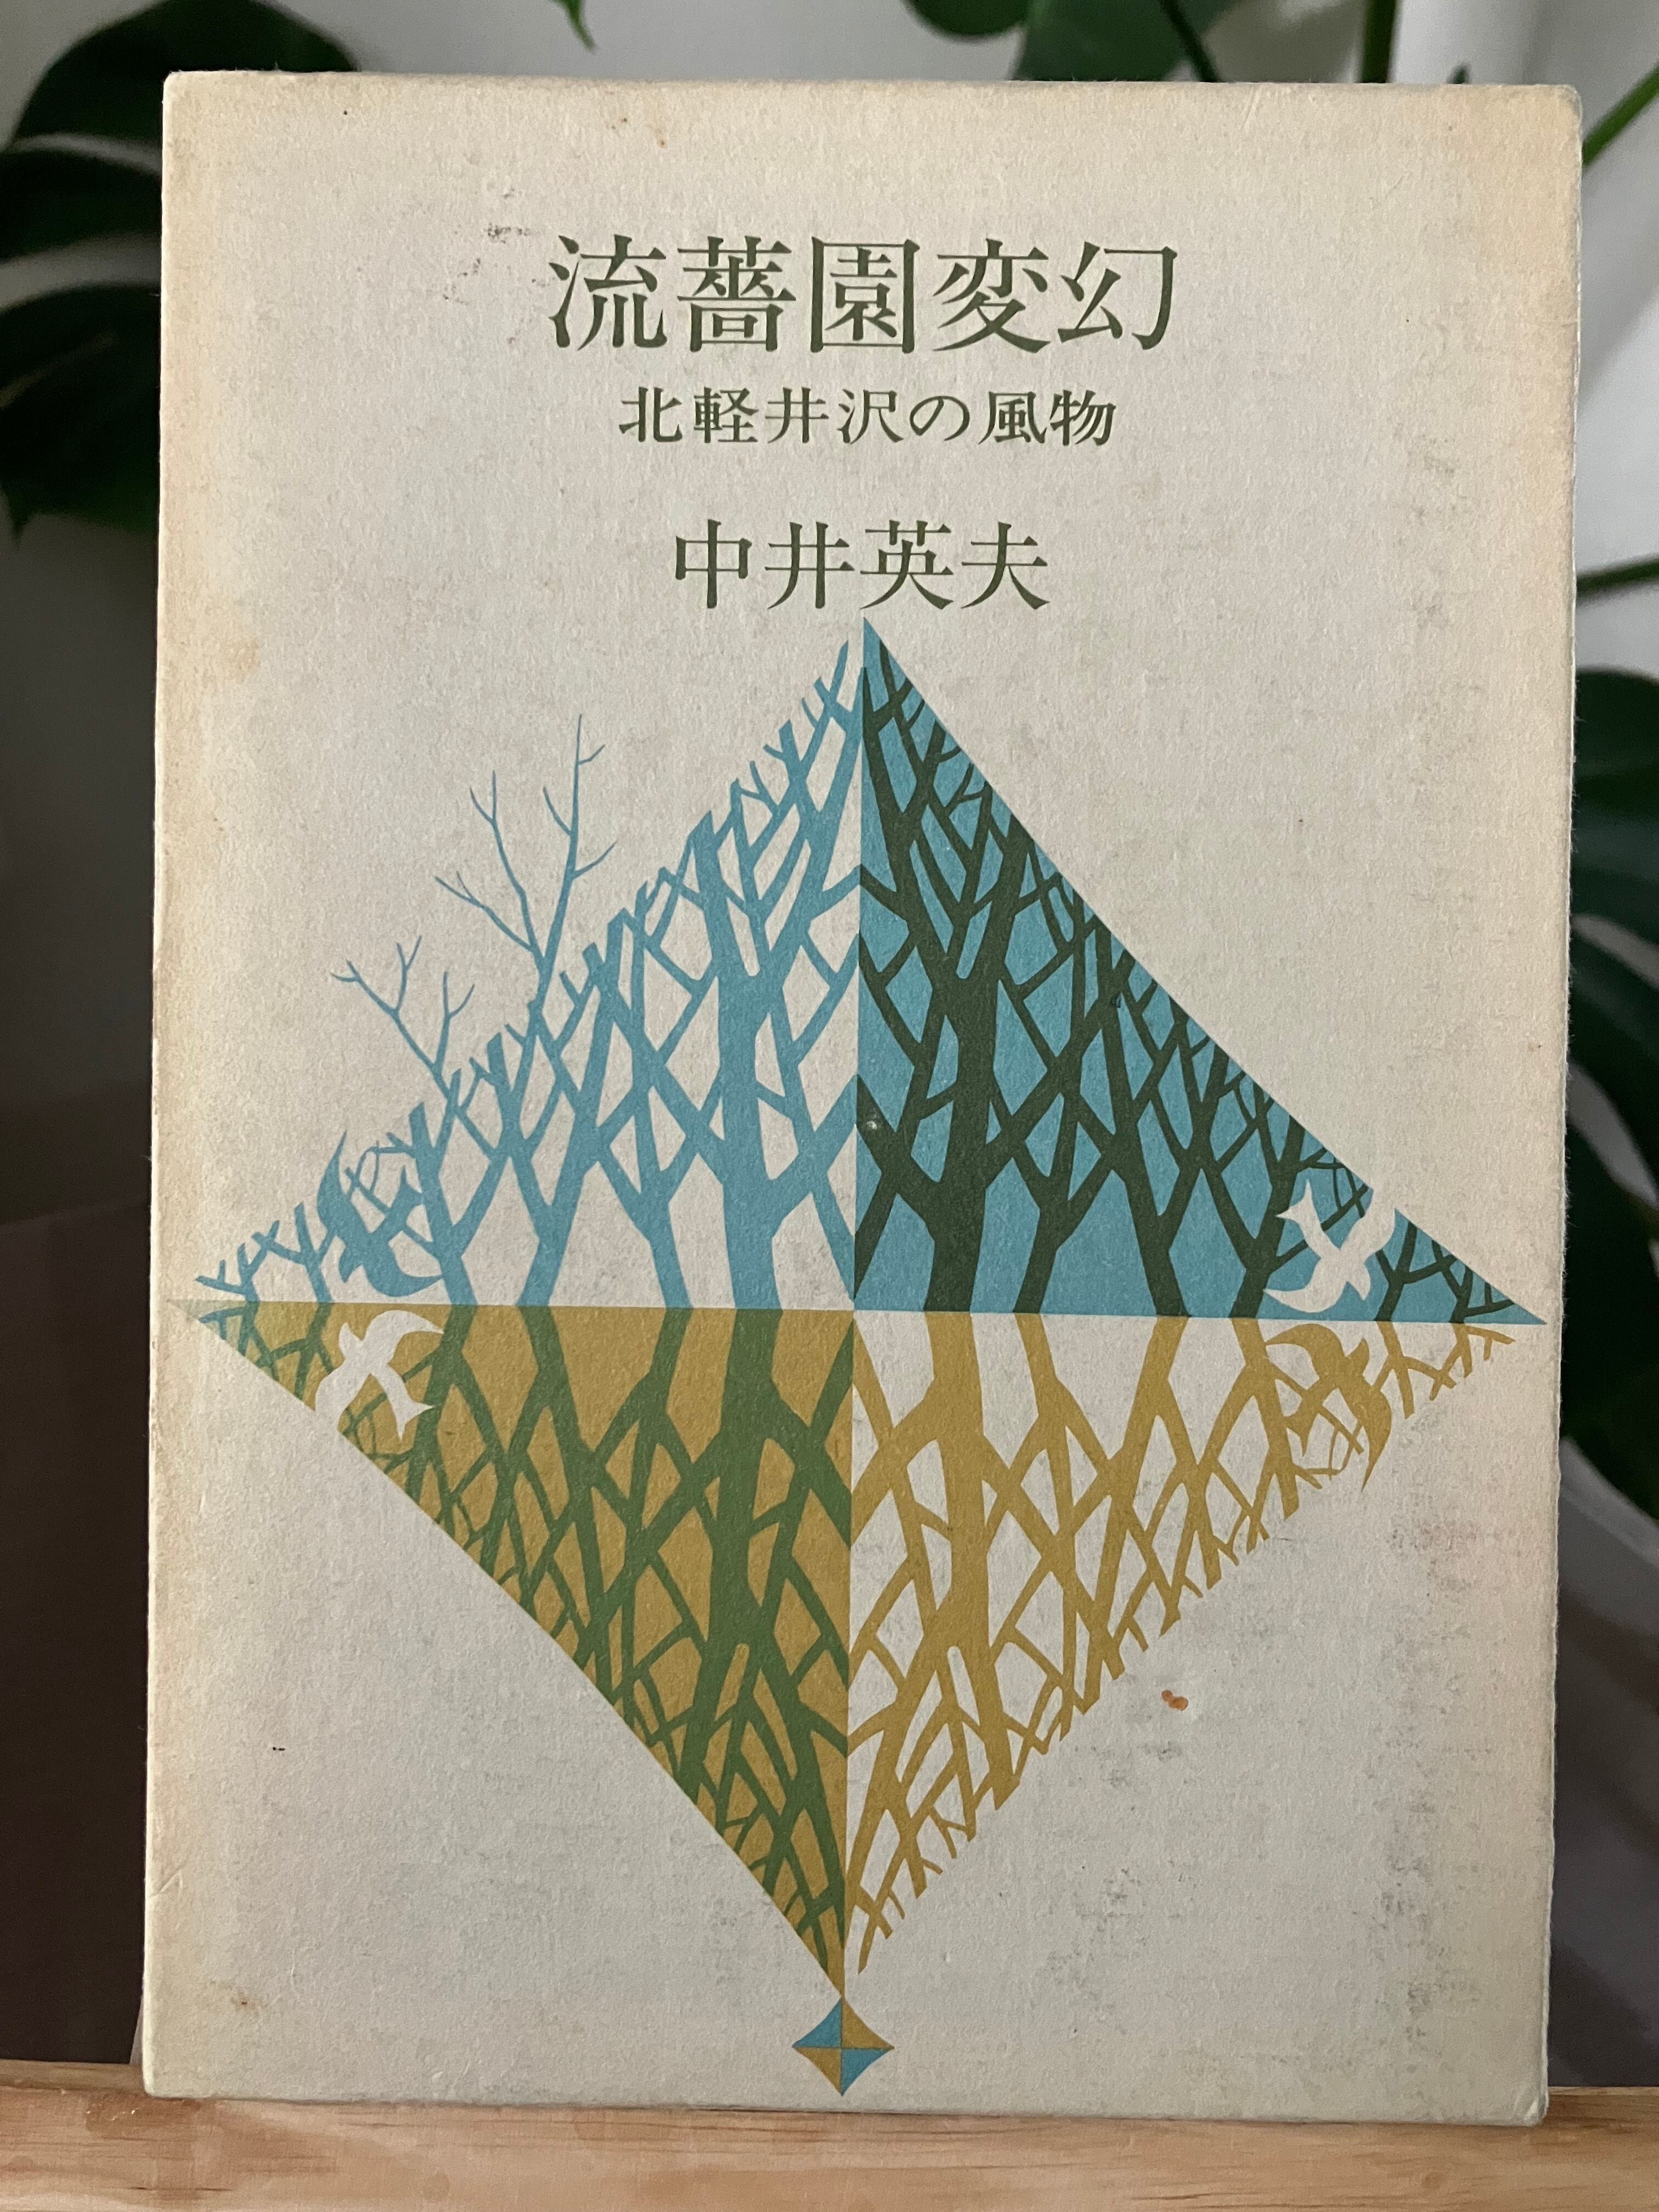 流薔園変幻
北軽井沢の風物
中井英夫